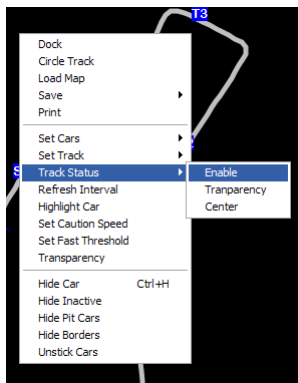 T3
Dock
Circle Track
Load Map
Save
Print
Set Cars
Set Track
Track Status
Enable
Refresh Interval
Tranparency
Highlight Car
Center
Set Caution Speed
Set Fast Threshold
Transparency
Hide Car Ctrl+H
Hide Inactive
Hide Pit Cars
Hide Borders
Unstick Cars